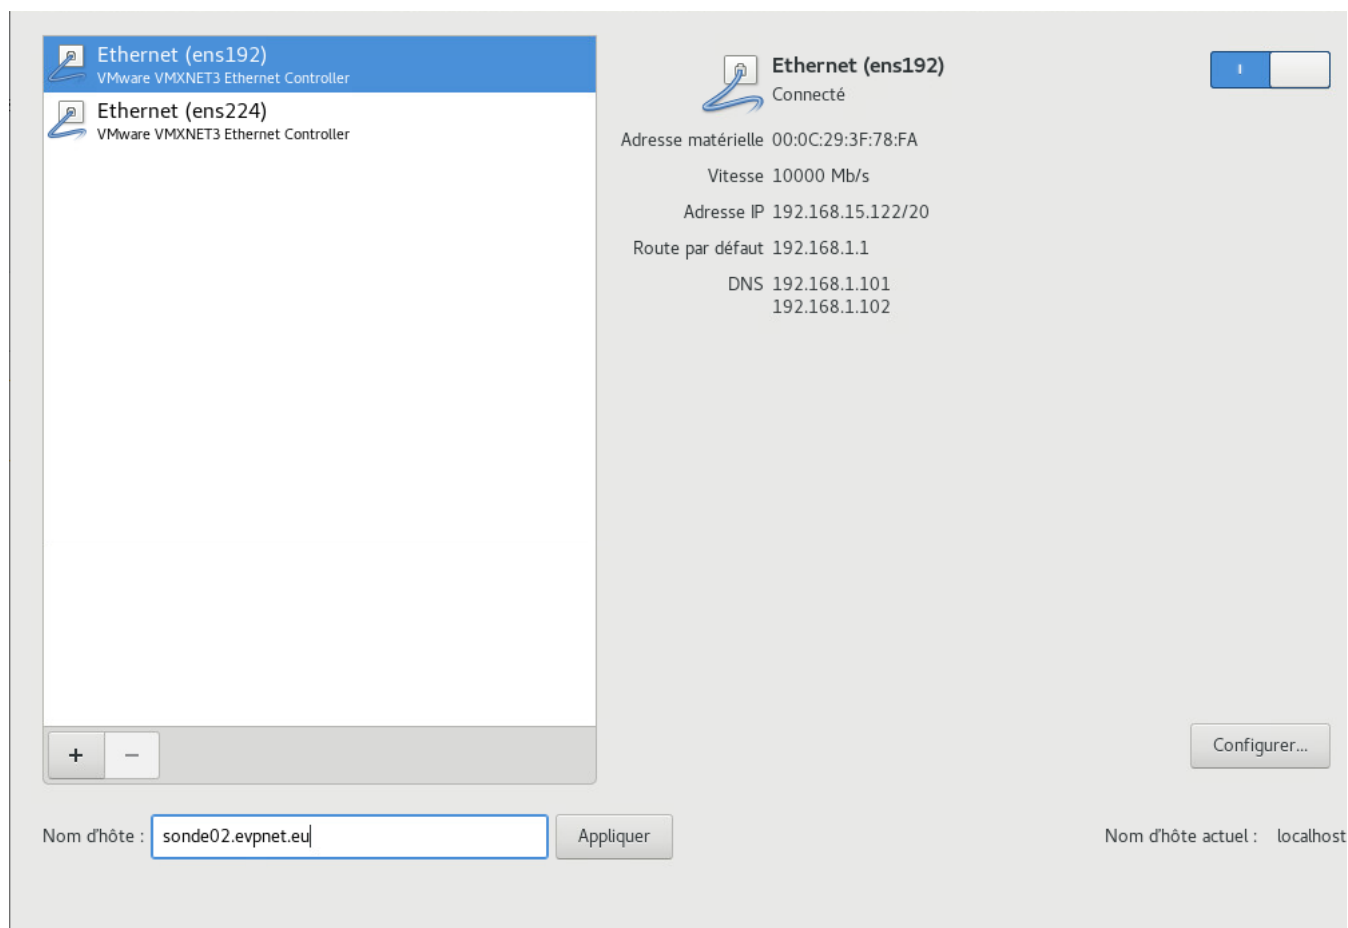 Ethernet (ens192)
VMware VMXNET3 Ethernet Controller
Ethernet (ens224)
VMware VMXNET3 Ethernet Controller
Ethernet (ens192)
Connecté
Adresse matérielle 00:0C:29:3F:78:FA
Vitesse 10000 Mb/s
Adresse IP 192.168.15.122/20
Route par défaut 192.168.1.1
DNS 192.168.1.101
192.168.1.102
+ −
Configurer...
Nom d'hôte : sonde02.evpnet.eu Appliquer Nom d'hôte actuel : localhost